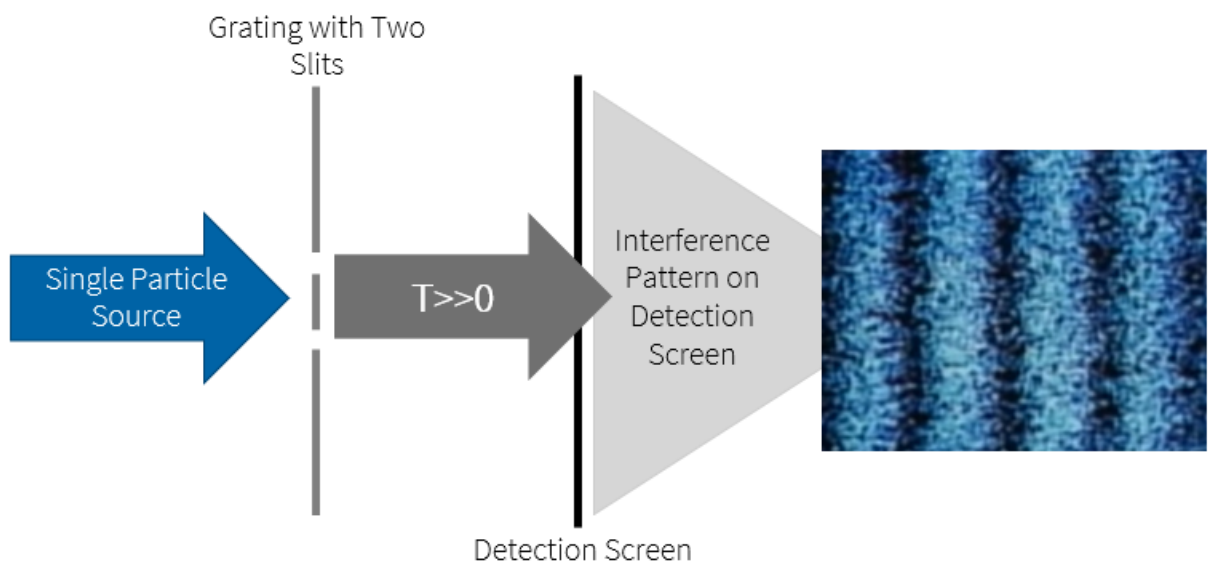 Grating with Two
Slits
Single Particle
Source
T>>0
Interference
Pattern on
Detection
Screen
Detection Screen